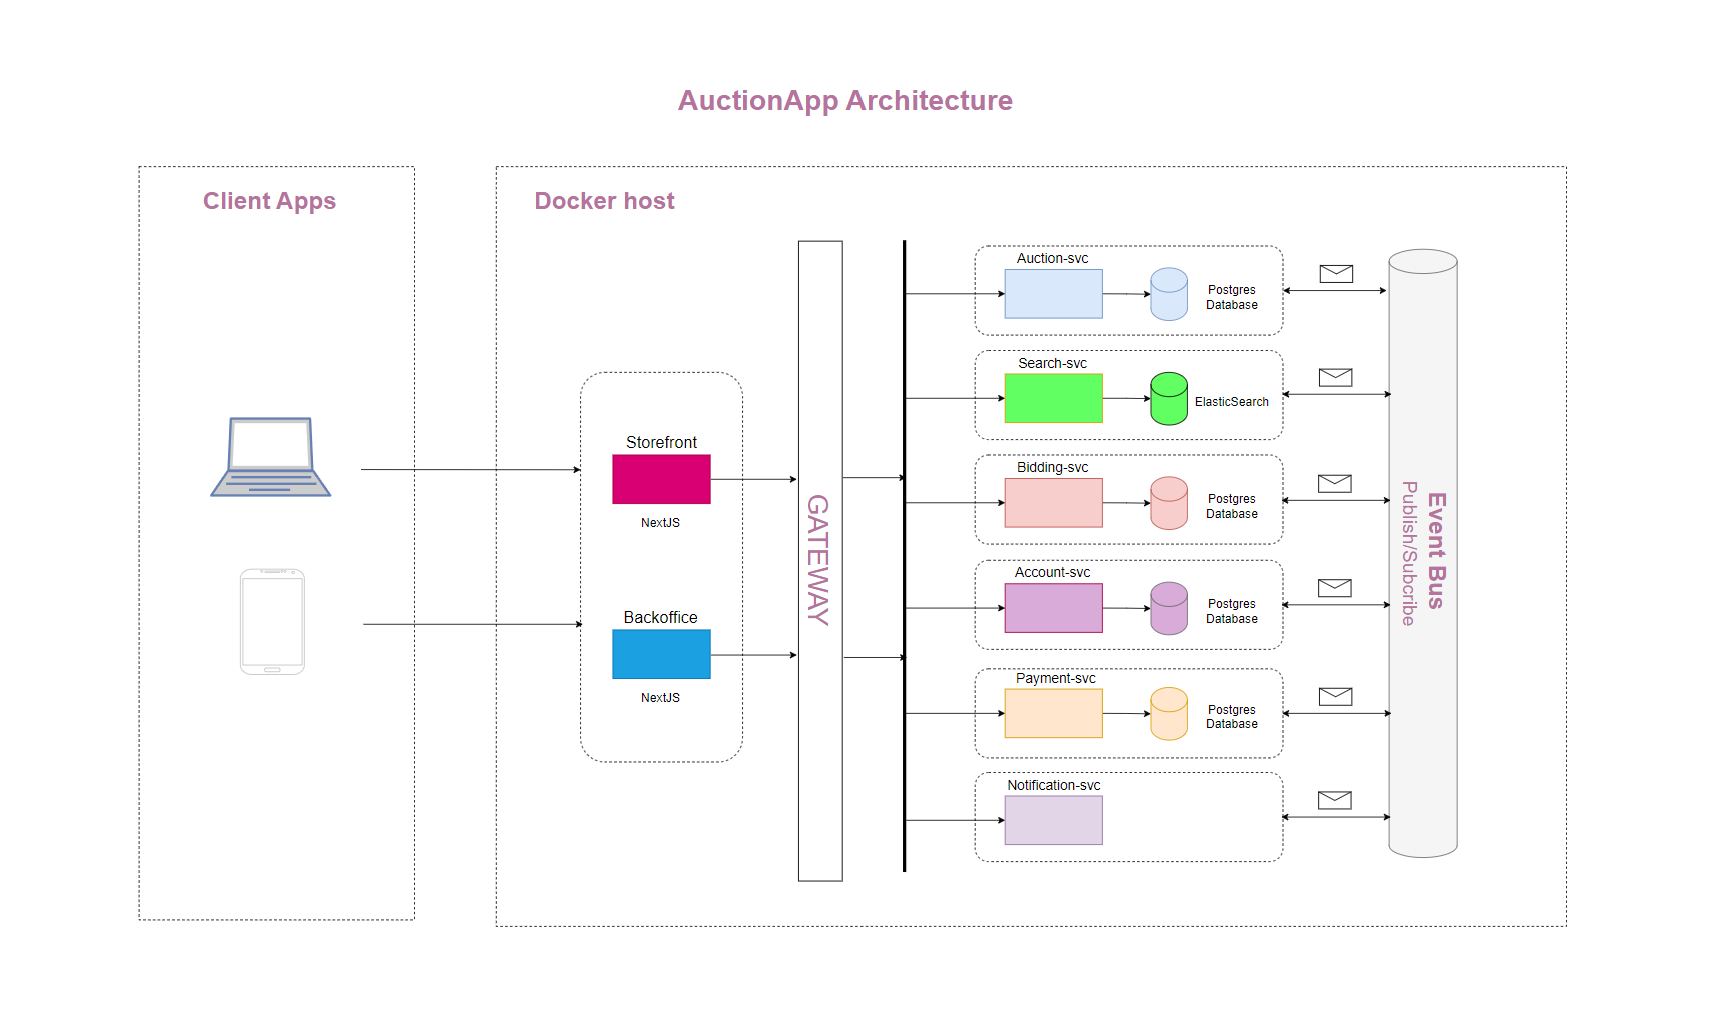 AuctionApp Architecture
Client Apps
Docker host
Storefront
NextJS
Backoffice
NextJS
GATEWAY
Auction-svc
Postgres
Database
Search-svc
ElasticSearch
Bidding-svc
Postgres
Database
Account-svc
Postgres
Database
Payment-svc
Postgres
Database
Notification-svc
Event Bus
Publish/Subcribe